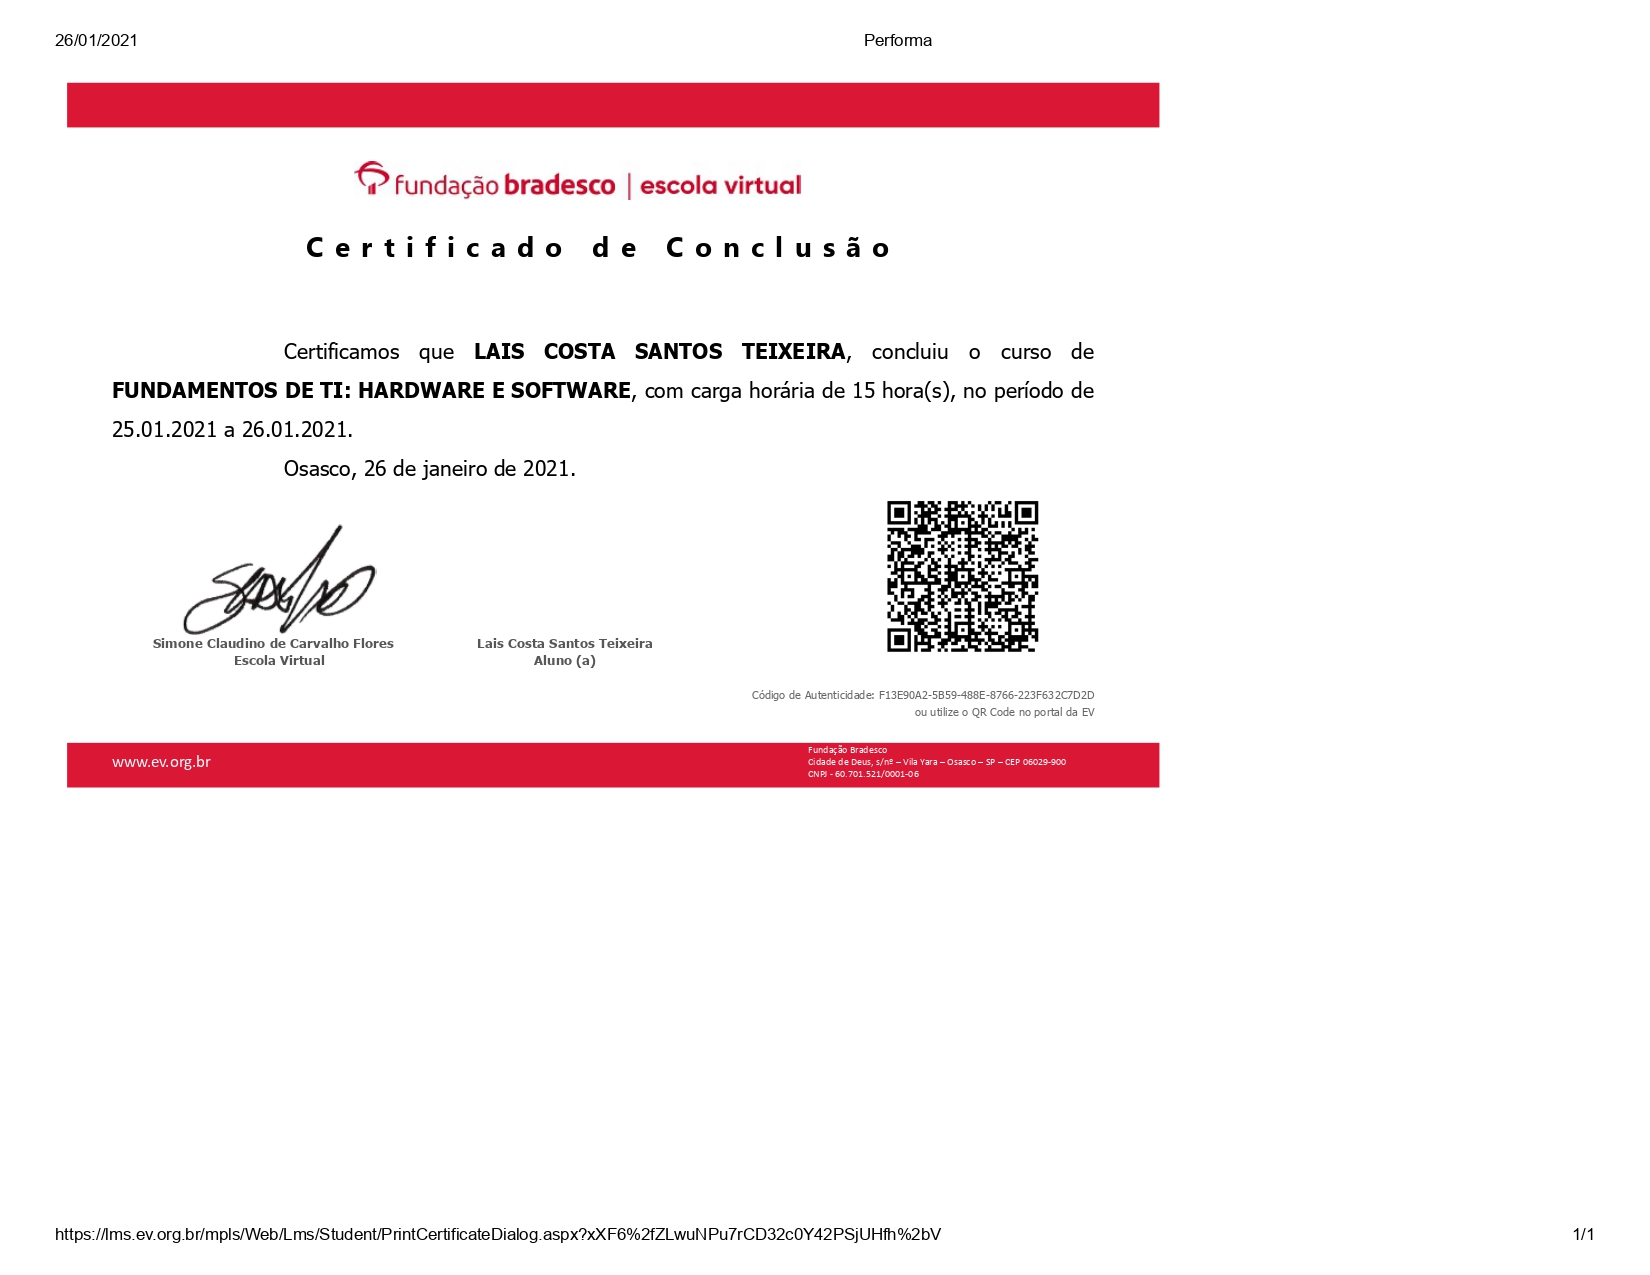 26/01/2021 Performa
fundação bradesco | escola virtual
Certificado de Conclusão
Certificamos que LAIS COSTA SANTOS TEIXEIRA, concluiu o curso de
FUNDAMENTOS DE TI: HARDWARE E SOFTWARE, com carga horária de 15 hora(s), no período de
25.01.2021 a 26.01.2021.
Osasco, 26 de janeiro de 2021.
Simone Claudino de Carvalho Flores
Escola Virtual
Lais Costa Santos Teixeira
Aluno (a)
Código de Autenticidade: F13E90A2-5B59-488E-8766-223F632C7D2D
ou utilize o QR Code no portal da EV
www.ev.org.br
Fundação Bradesco
Cidade de Deus, s/nº – Vila Yara – Osasco – SP – CEP 06029-900
CNPJ - 60.701.521/0001-06
https://lms.ev.org.br/mpls/Web/Lms/Student/PrintCertificateDialog.aspx?xXF6%2fZLwuNPu7rCD32c0Y42PSjUHfh%2bV 1/1